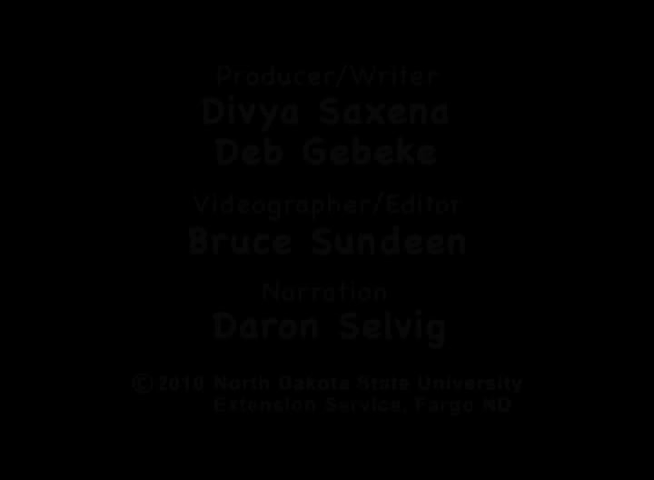 Producer/Writer
Divya Saxena
Deb Gebeke
Videographer/Editor
Bruce Sundeen
Narration
Daron Selvig
© 2010 North Dakota State University
Extension Service, Fargo ND